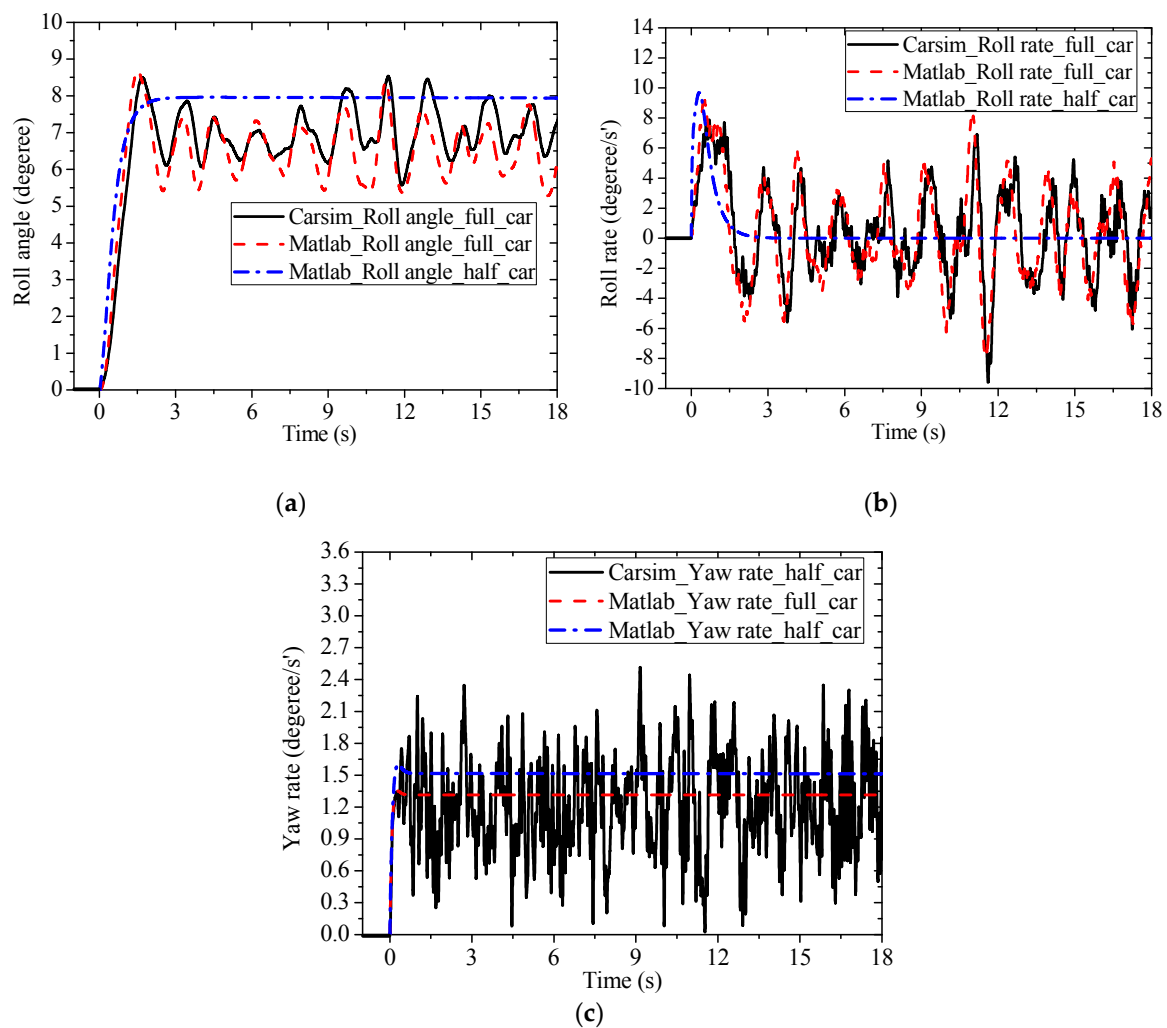 10
9
8
7
6
5
4
3
2
1
0
Roll angle (degeree)
Carsim_Roll angle_full_car
Matlab_Roll angle_full_car
Matlab_Roll angle_half_car
0 3 6 9 12 15 18
Time (s)
(a)
14
12
10
8
6
4
2
0
-2
-4
-6
-8
-10
Roll rate (degeree/s')
Carsim_Roll rate_full_car
Matlab_Roll rate_full_car
Matlab_Roll rate_half_car
0 3 6 9 12 15 18
Time (s)
(b)
3.6
3.3
3.0
2.7
2.4
2.1
1.8
1.5
1.2
0.9
0.6
0.3
0.0
Yaw rate (degeree/s')
Carsim_Yaw rate_half_car
Matlab_Yaw rate_full_car
Matlab_Yaw rate_half_car
0 3 6 9 12 15 18
Time (s)
(c)